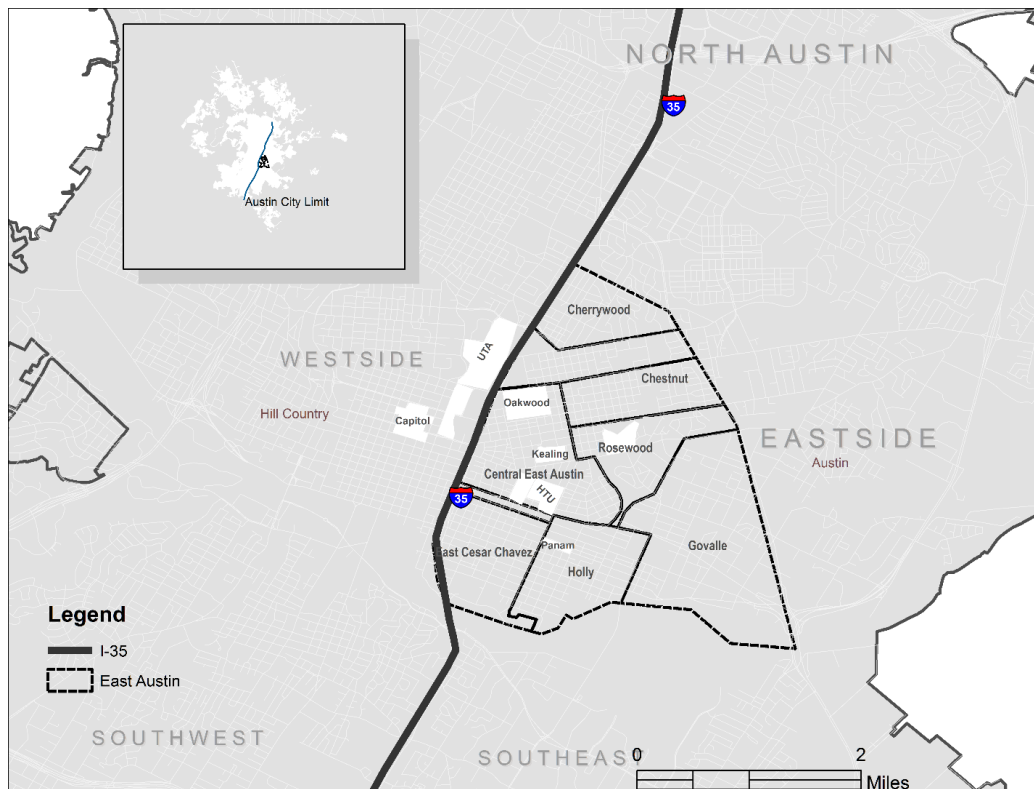 NORTH AUSTIN
35
Austin City Limit
Cherrywood
UTA
WESTSIDE
Chestnut
Hill Country
Capitol
Oakwood
EASTSIDE
Rosewood
Kealing
Austin
Central East Austin
35
HTU
East Cesar Chavez
Panam
Govalle
Holly
Legend
I-35
East Austin
SOUTHWEST
SOUTHEAST
0 2
Miles